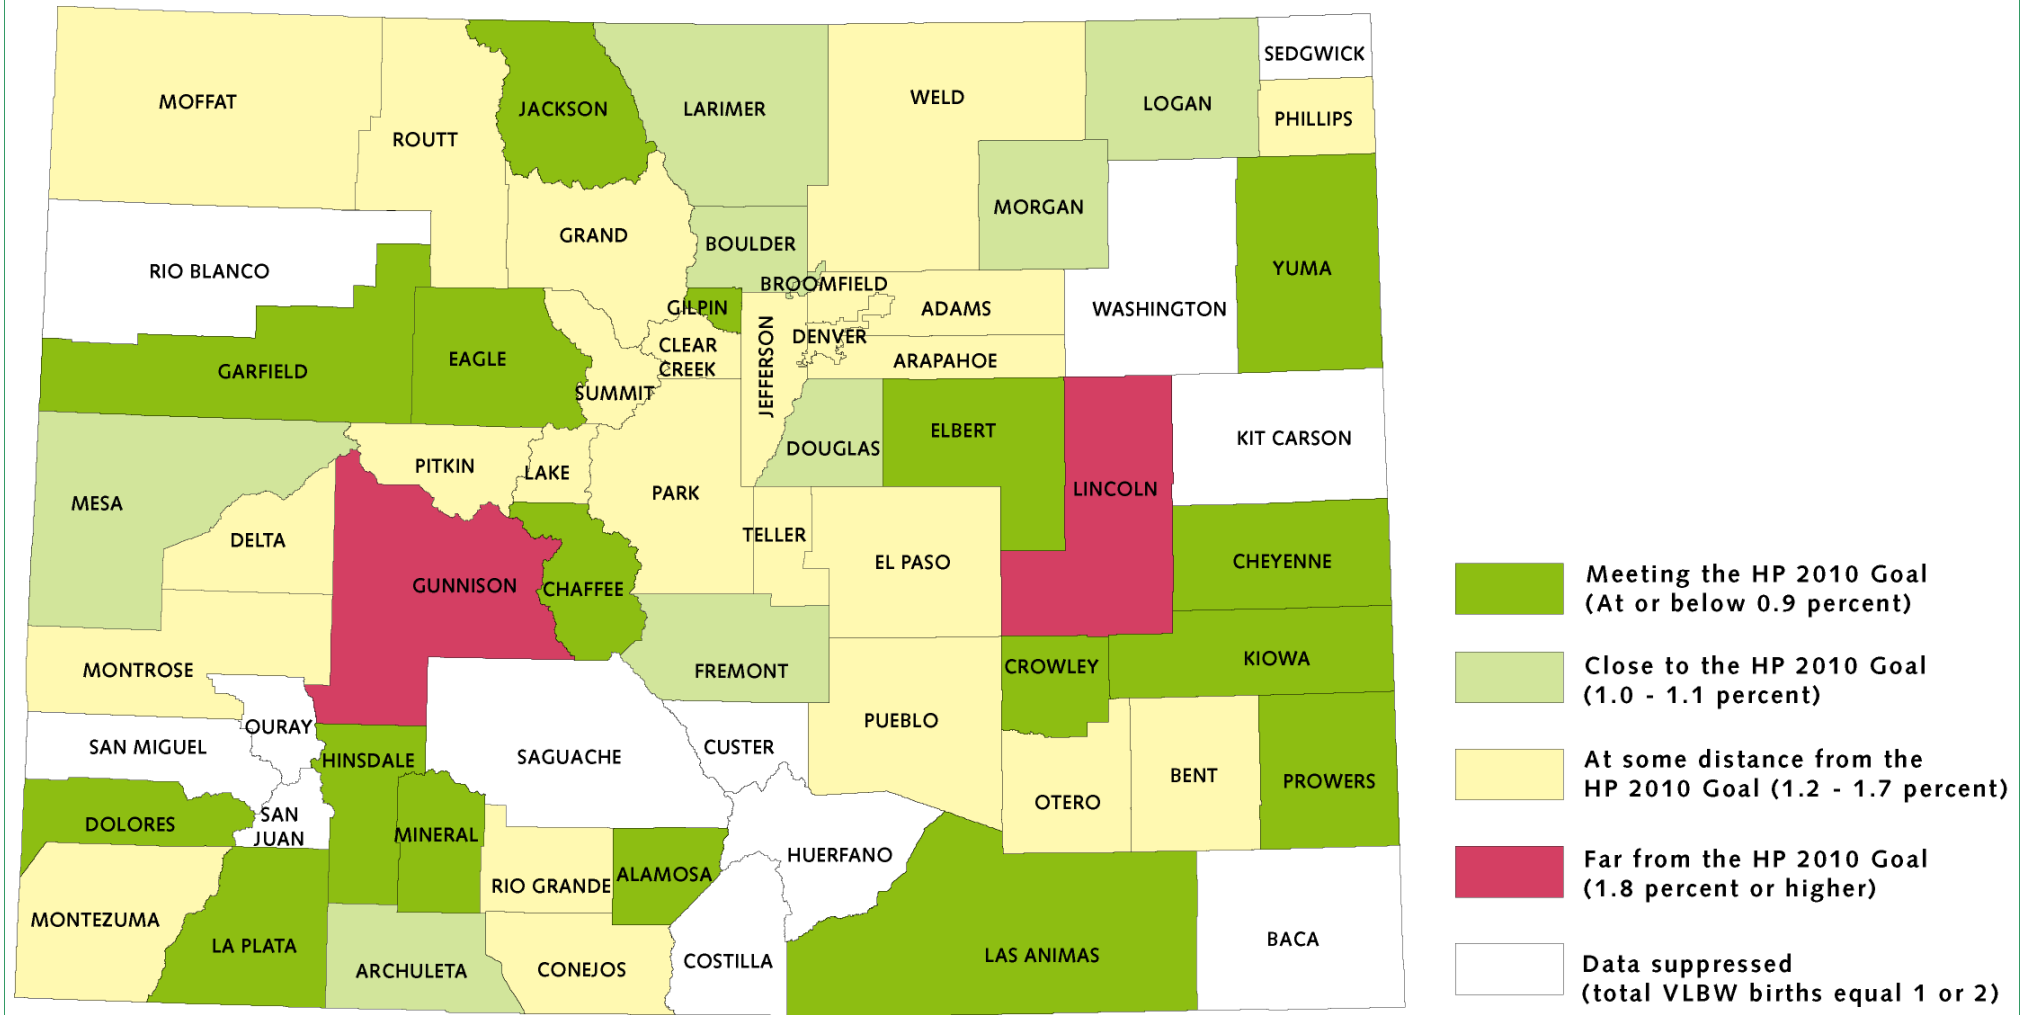 SEDGWICK
MOFFAT
JACKSON
LARIMER
WELD
LOGAN
PHILLIPS
ROUTT
MORGAN
GRAND
BOULDER
RIO BLANCO
YUMA
BROOMFIELD
GILPIN
ADAMS
WASHINGTON
DENVER
CLEAR
CREEK
JEFFERSON
EAGLE
ARAPAHOE
GARFIELD
SUMMIT
ELBERT
KIT CARSON
DOUGLAS
PITKIN
LAKE
LINCOLN
PARK
MESA
TELLER
DELTA
EL PASO
CHEYENNE
GUNNISON
CHAFFEE
MONTROSE
FREMONT
CROWLEY
KIOWA
PUEBLO
OURAY
SAN MIGUEL
CUSTER
SAGUACHE
HINSDALE
BENT
PROWERS
OTERO
SAN
JUAN
DOLORES
MINERAL
HUERFANO
ALAMOSA
RIO GRANDE
MONTEZUMA
BACA
LA PLATA
LAS ANIMAS
COSTILLA
ARCHULETA
CONEJOS
Meeting the HP 2010 Goal
(At or below 0.9 percent)
Close to the HP 2010 Goal
(1.0 - 1.1 percent)
At some distance from the
HP 2010 Goal (1.2 - 1.7 percent)
Far from the HP 2010 Goal
(1.8 percent or higher)
Data suppressed
(total VLBW births equal 1 or 2)